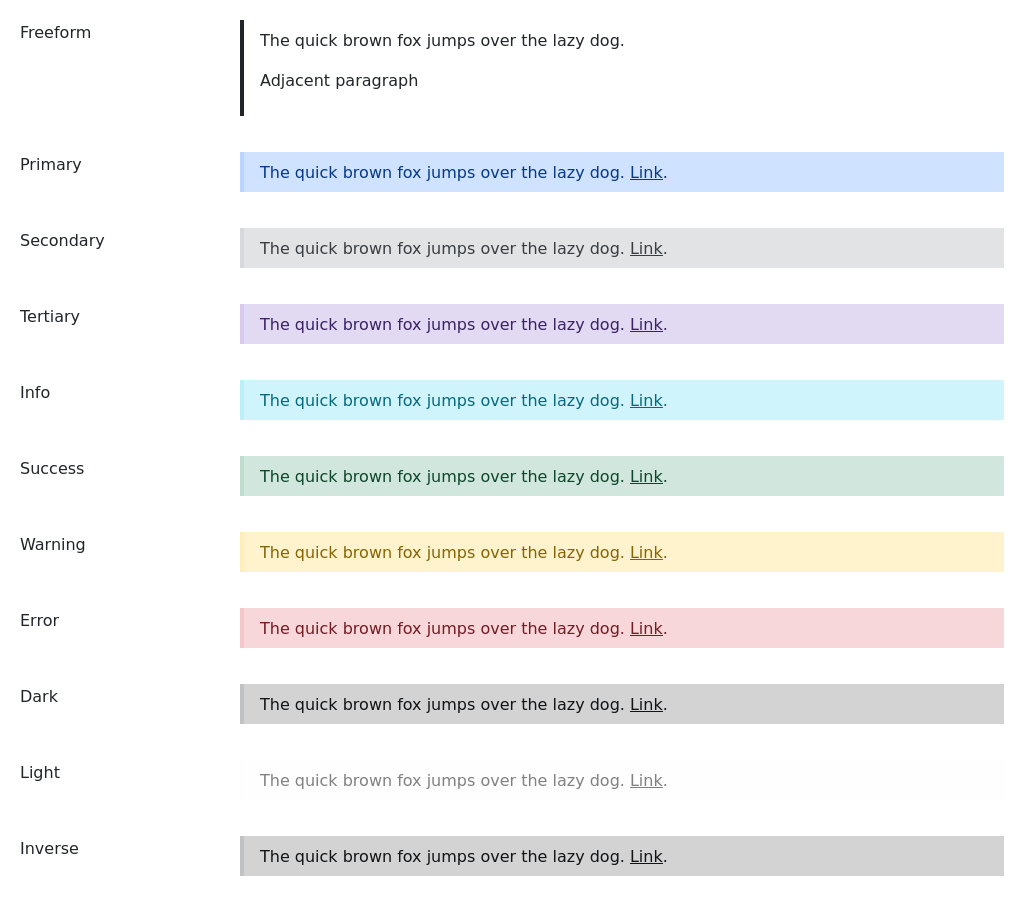 Freeform
The quick brown fox jumps over the lazy dog.
Adjacent paragraph
Primary
The quick brown fox jumps over the lazy dog. Link.
Secondary
The quick brown fox jumps over the lazy dog. Link.
Tertiary
The quick brown fox jumps over the lazy dog. Link.
Info
The quick brown fox jumps over the lazy dog. Link.
Success
The quick brown fox jumps over the lazy dog. Link.
Warning
The quick brown fox jumps over the lazy dog. Link.
Error
The quick brown fox jumps over the lazy dog. Link.
Dark
The quick brown fox jumps over the lazy dog. Link.
Light
The quick brown fox jumps over the lazy dog. Link.
Inverse
The quick brown fox jumps over the lazy dog. Link.